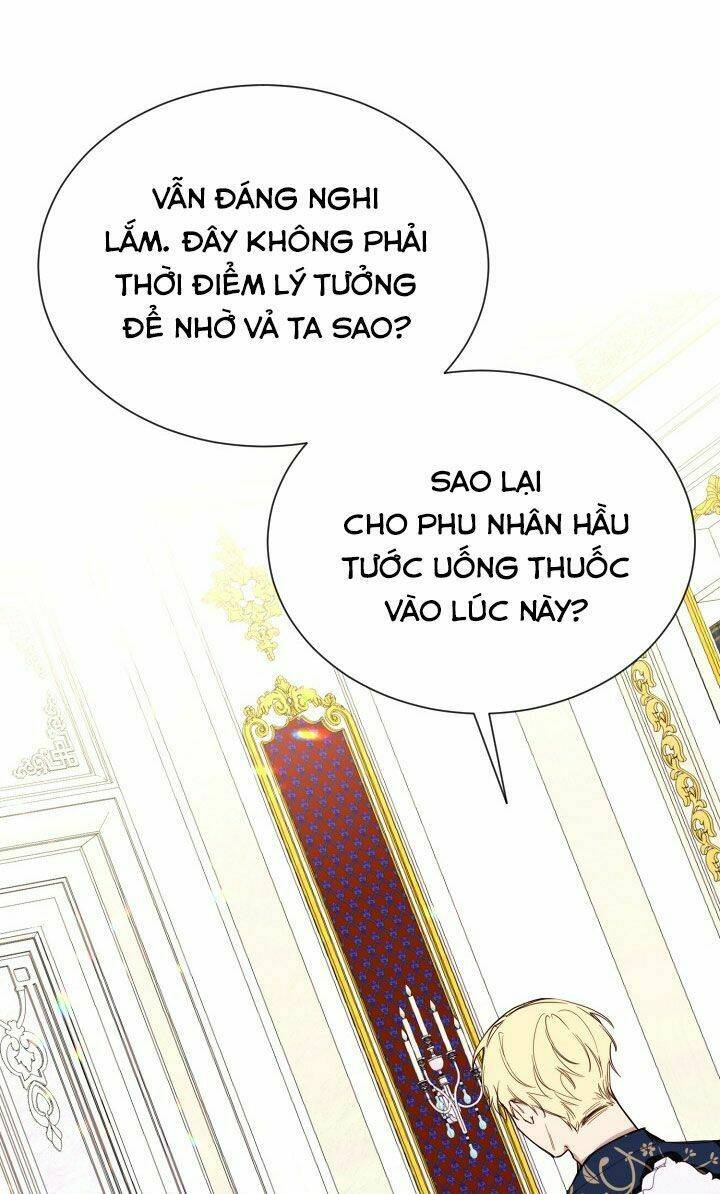 VẪN ĐÁNG NGHI
LẮM. ĐÂY KHÔNG PHẢI
THỜI ĐIỂM LÝ TƯỞNG
ĐỂ NHỜ VẢ TA SAO?
SAO LẠI
CHO PHU NHÂN HẦU
TƯỚC UỐNG THUỐC
VÀO LÚC NÀY?